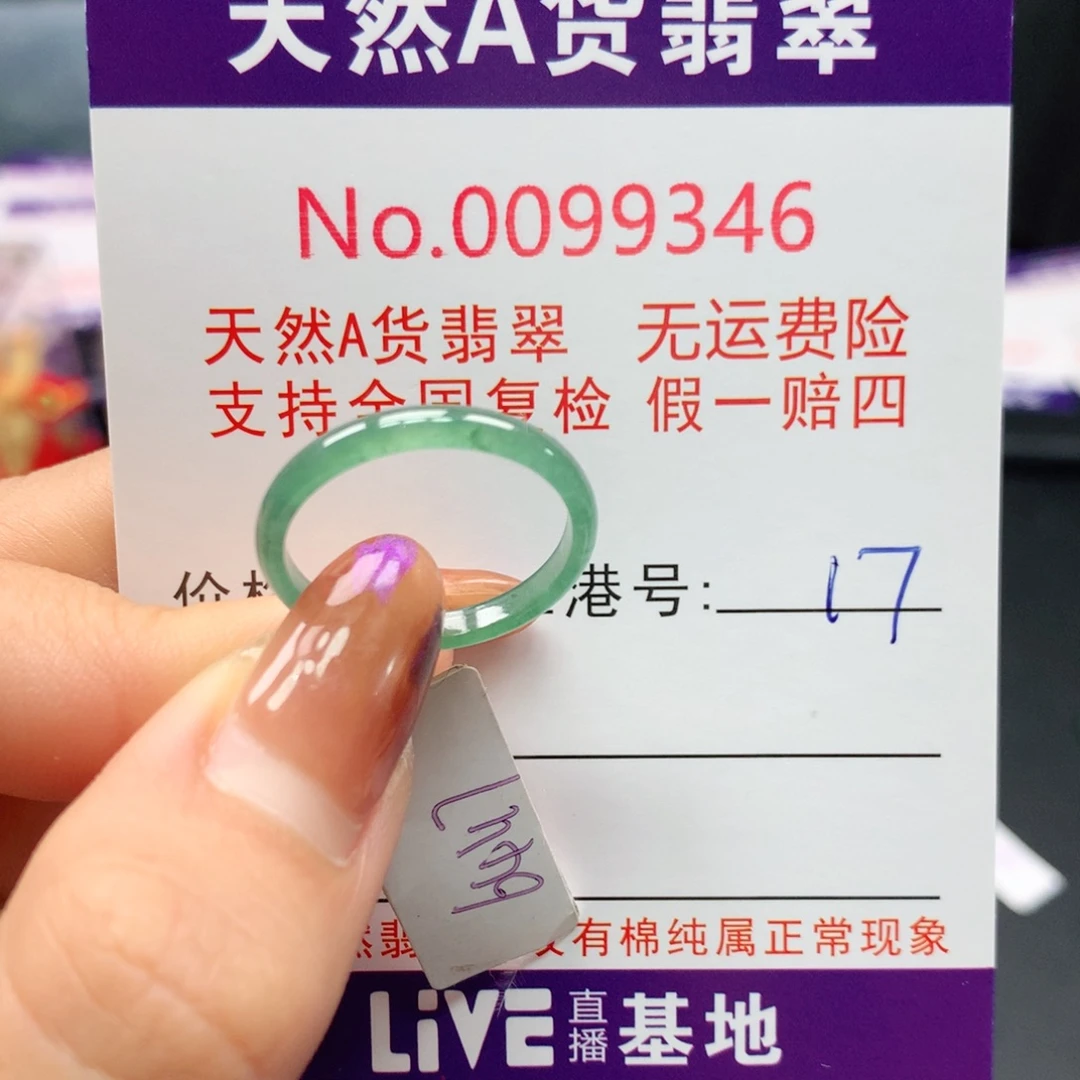 天然A货翡翠
No.0099346
天然A货翡翠 无运费险
支持全国复检 假一赔四
港号: 17
有棉纯属正常现象
LiVE 直播 基地